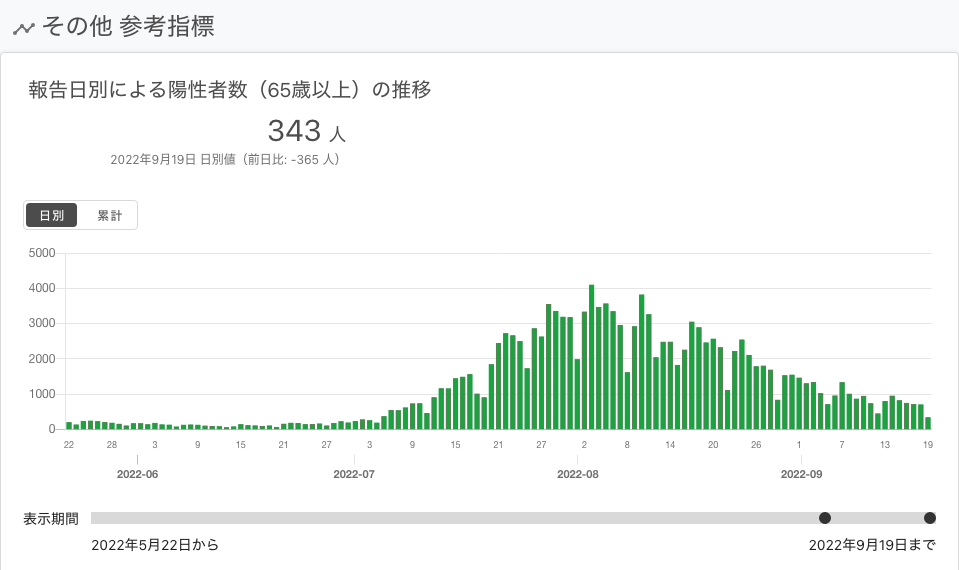 その他 参考指標
報告日別による陽性者数（65歳以上）の推移
343 人
2022年9月19日 日別値（前日比: -365 人）
日別 累計
5000
4000
3000
2000
1000
0
22 28 3 9 15 21 27 3 9 15 21 27 2 8 14 20 26 1 7 13 19
2022-06 2022-07 2022-08 2022-09
表示期間
2022年5月22日から 2022年9月19日まで